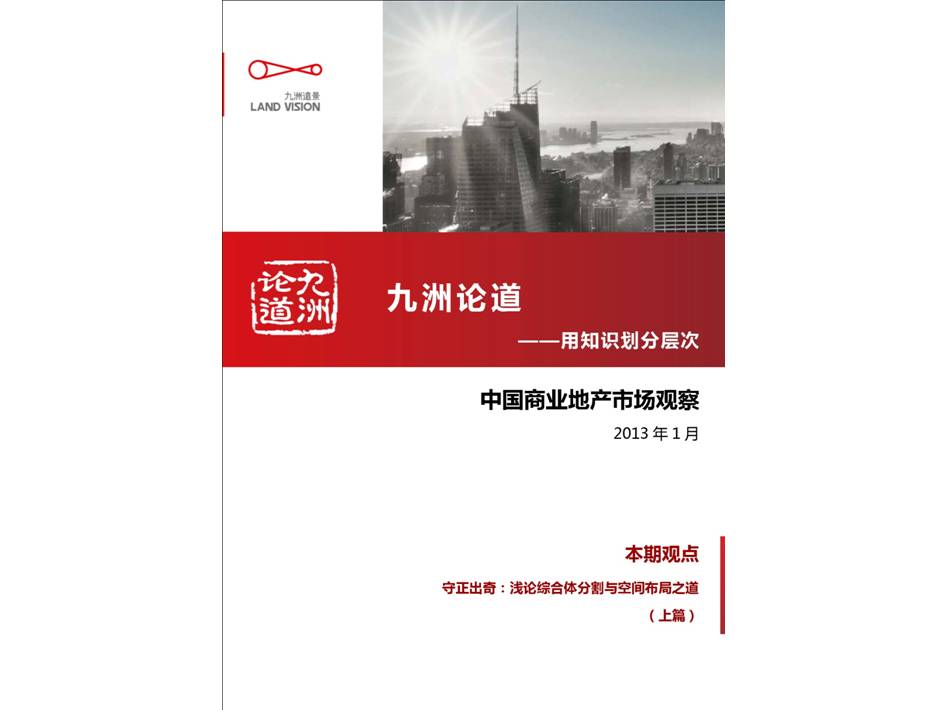 九洲远景
LAND VISION
论九
道洲
九洲论道
——用知识划分层次
中国商业地产市场观察
2013 年 1 月
本期观点
守正出奇：浅论综合体分割与空间布局之道
（上篇）